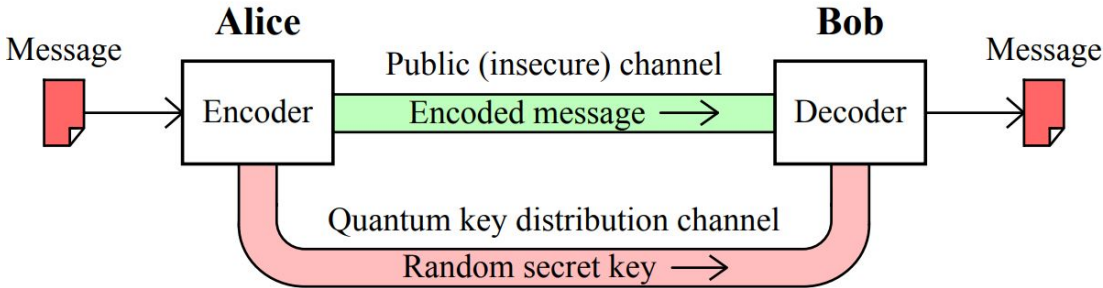 Alice
Bob
Message
Message
Public (insecure) channel
Encoder
Encoded message
Decoder
Quantum key distribution channel
Random secret key